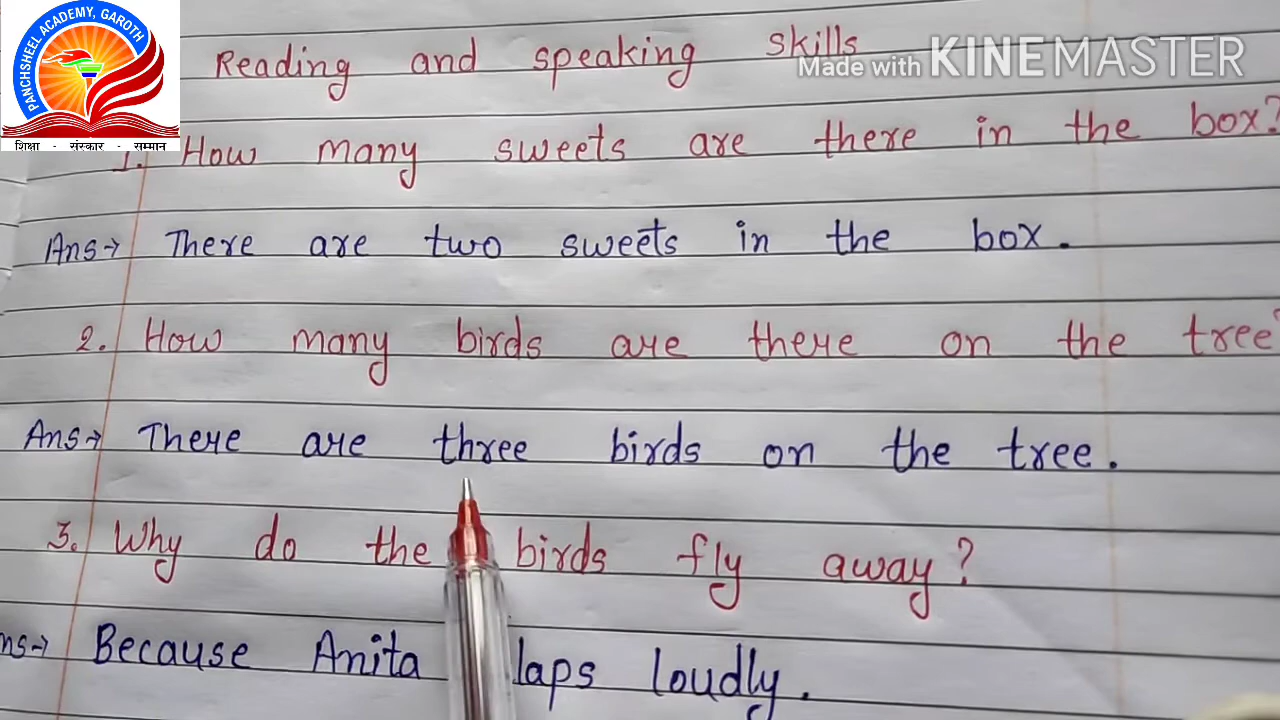 PANCHSHEEL ACADEMY, GAROTH
शिक्षा - संस्कार - सम्मान
Made with KINEMASTER
Reading and speaking skills
1. How many sweets are there in the box?
Ans→ There are two sweets in the box.
2. How many birds are there on the tree?
Ans→ There are three birds on the tree.
3. Why do the birds fly away?
ns→ Because Anita laps loudly.